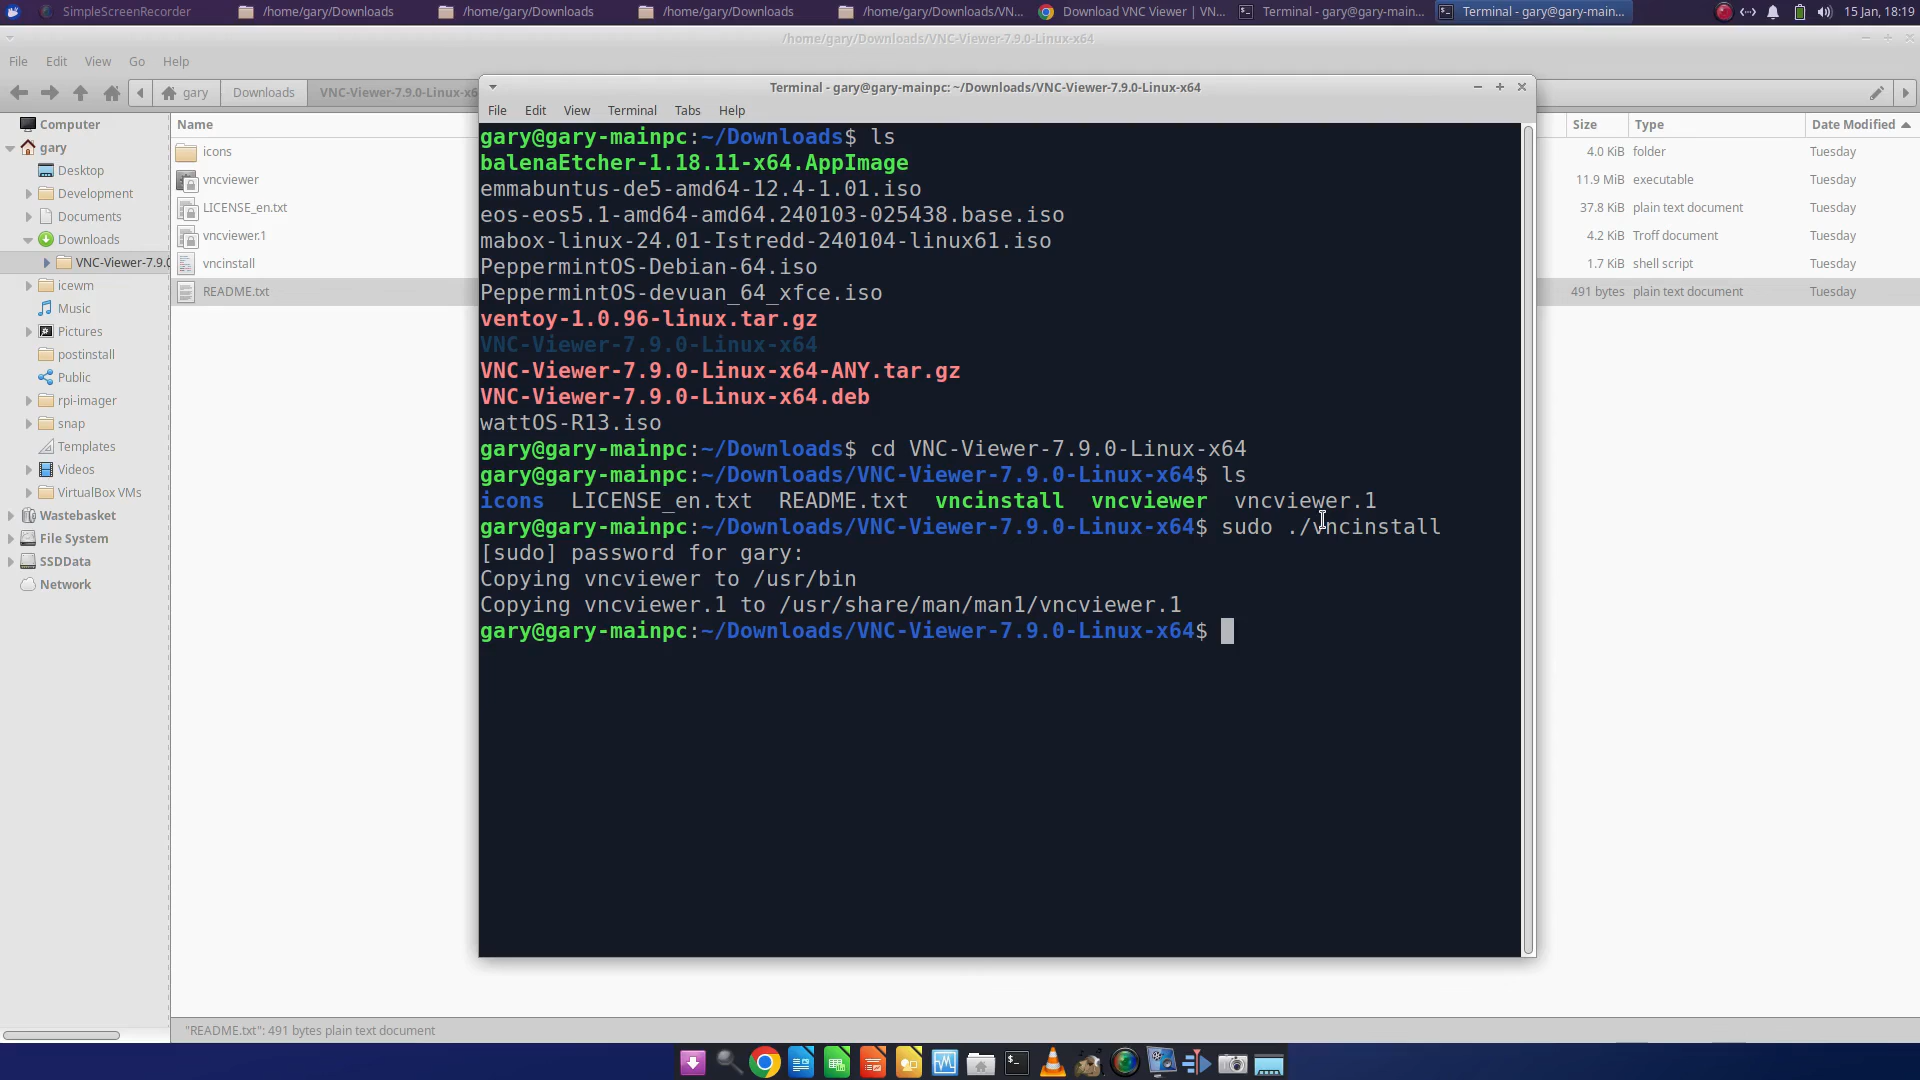 SimpleScreenRecorder
/home/gary/Downloads
/home/gary/Downloads
/home/gary/Downloads
/home/gary/Downloads/VN...
Download VNC Viewer | VN...
Terminal - gary@gary-main...
Terminal - gary@gary-main...
15 Jan, 18:19
/home/gary/Downloads/VNC-Viewer-7.9.0-Linux-x64
File Edit View Go Help
gary Downloads VNC-Viewer-7.9.0-Linux-x6
Computer
gary
Desktop
Development
Documents
Downloads
VNC-Viewer-7.9.0
icewm
Music
Pictures
postinstall
Public
rpi-imager
snap
Templates
Videos
VirtualBox VMs
Wastebasket
File System
SSDData
Network
Name
icons
vncviewer
LICENSE_en.txt
vncviewer.1
vncinstall
README.txt
Size Type Date Modified
4.0 KiB folder Tuesday
11.9 MiB executable Tuesday
37.8 KiB plain text document Tuesday
4.2 KiB Troff document Tuesday
1.7 KiB shell script Tuesday
491 bytes plain text document Tuesday
Terminal - gary@gary-mainpc: ~/Downloads/VNC-Viewer-7.9.0-Linux-x64
File Edit View Terminal Tabs Help
gary@gary-mainpc:~/Downloads$ ls
balenaEtcher-1.18.11-x64.AppImage
emmabuntus-de5-amd64-12.4-1.01.iso
eos-eos5.1-amd64-amd64.240103-025438.base.iso
mabox-linux-24.01-Istredd-240104-linux61.iso
PeppermintOS-Debian-64.iso
PeppermintOS-devuan_64_xfce.iso
ventoy-1.0.96-linux.tar.gz
VNC-Viewer-7.9.0-Linux-x64
VNC-Viewer-7.9.0-Linux-x64-ANY.tar.gz
VNC-Viewer-7.9.0-Linux-x64.deb
wattOS-R13.iso
gary@gary-mainpc:~/Downloads$ cd VNC-Viewer-7.9.0-Linux-x64
gary@gary-mainpc:~/Downloads/VNC-Viewer-7.9.0-Linux-x64$ ls
icons LICENSE_en.txt README.txt vncinstall vncviewer vncviewer.1
gary@gary-mainpc:~/Downloads/VNC-Viewer-7.9.0-Linux-x64$ sudo ./vncinstall
[sudo] password for gary:
Copying vncviewer to /usr/bin
Copying vncviewer.1 to /usr/share/man/man1/vncviewer.1
gary@gary-mainpc:~/Downloads/VNC-Viewer-7.9.0-Linux-x64$
"README.txt": 491 bytes plain text document